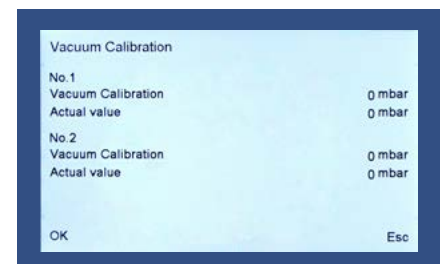 Vacuum Calibration
No.1
Vacuum Calibration 0 mbar
Actual value 0 mbar
No.2
Vacuum Calibration 0 mbar
Actual value 0 mbar
OK Esc